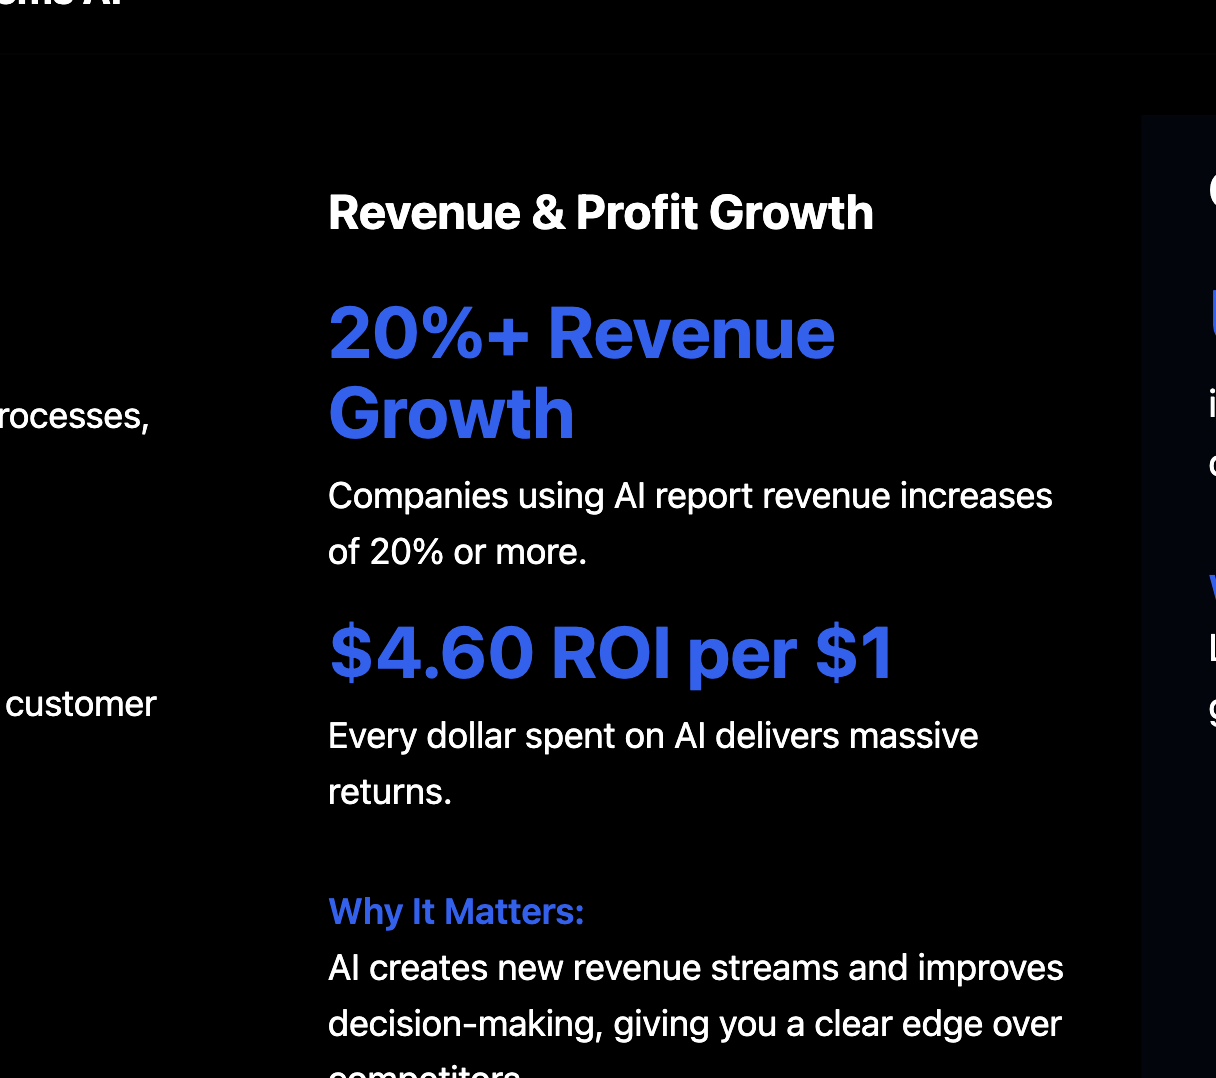 AI
Revenue & Profit Growth
20%+ Revenue
Growth
Companies using AI report revenue increases
of 20% or more.
$4.60 ROI per $1
Every dollar spent on AI delivers massive
returns.
Why It Matters:
AI creates new revenue streams and improves
decision-making, giving you a clear edge over
competitors
rocesses,
customer